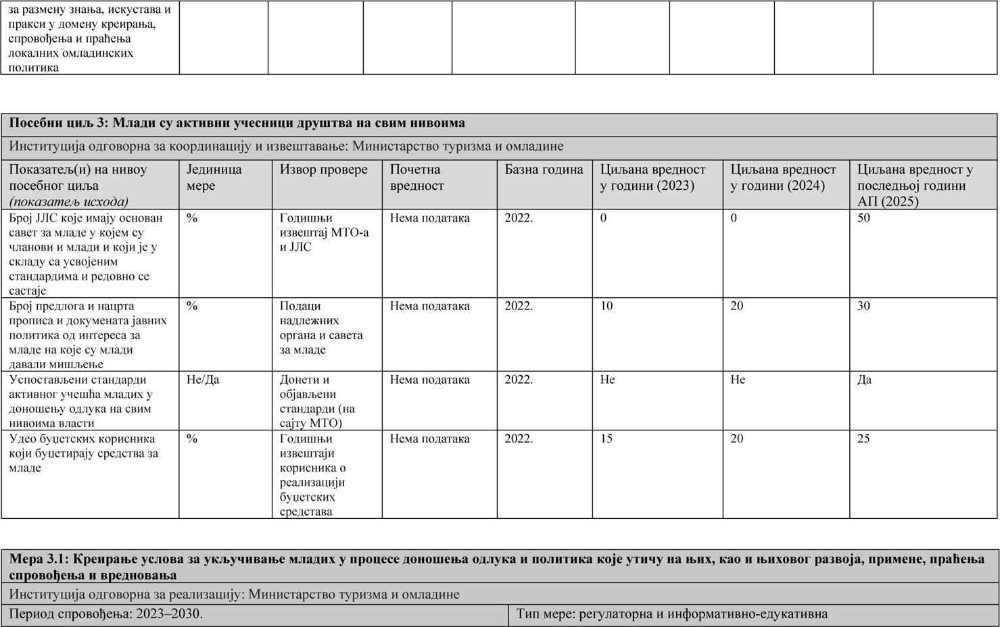 за размену знања, искустава и
пракси у домену креирања,
спровођења и праћења
локалних омладинских
политика
Посебни циљ 3: Млади су активни учесници друштва на свим нивоима
Институција одговорна за координацију и извештавање: Министарство туризма и омладине
Показатељ(и) на нивоу
посебног циља
(показатељ исхода)
Јединица
мере
Извор провере
Почетна
вредност
Базна година
Циљана вредност
у години (2023)
Циљана вредност
у години (2024)
Циљана вредност у
последњој години
АП (2025)
Број ЈЛС које имају основан
савет за младе у којем су
чланови и млади и који је у
складу са усвојеним
стандардима и редовно се
састаје
%
Годишњи
извештај МТО-а
и ЈЛС
Нема података
2022.
0
0
50
Број предлога и нацрта
прописа и докумената јавних
политика од интереса за
младе на које су млади
давали мишљење
%
Подаци
надлежних
органа и савета
за младе
Нема података
2022.
10
20
30
Успостављени стандарди
активног учешћа младих у
доношењу одлука на свим
нивоима власти
Не/Да
Донети и
објављени
стандарди (на
сајту МТО)
Нема података
2022.
Не
Не
Да
Удео буџетских корисника
који буџетирају средства за
младе
%
Годишњи
извештаји
корисника о
реализацији
буџетских
средстава
Нема података
2022.
15
20
25
Мера 3.1: Креирање услова за укључивање младих у процесе доношења одлука и политика које утичу на њих, као и њиховог развоја, примене, праћења
спровођења и вредновања
Институција одговорна за реализацију: Министарство туризма и омладине
Период спровођења: 2023–2030.
Тип мере: регулаторна и информативно-едукативна